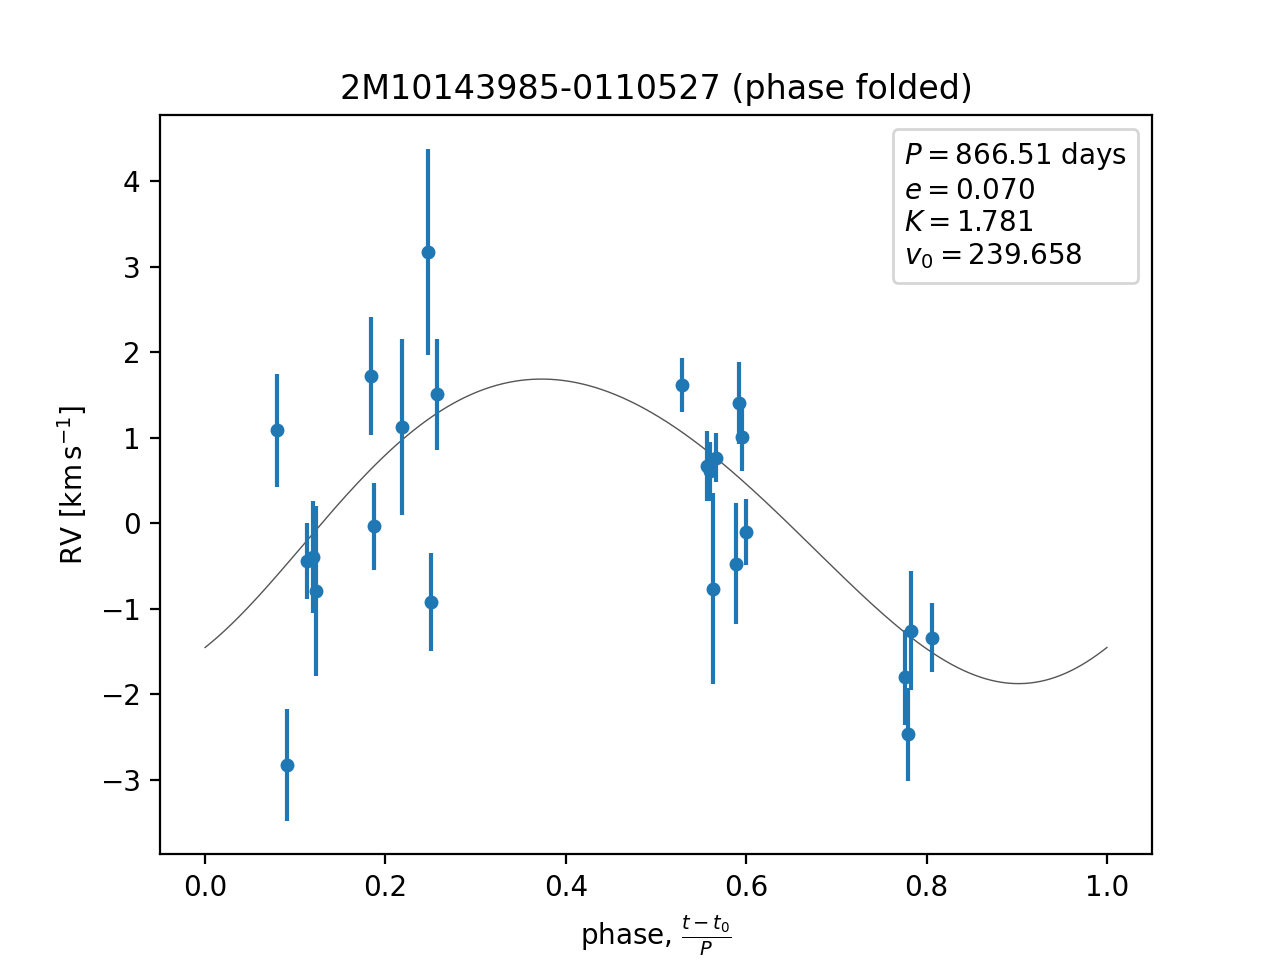 2M10143985-0110527 (phase folded)
P = 866.51 days
e = 0.070
K = 1.781
v₀ = 239.658
4
3
2
1
0
−1
−2
−3
RV [km s⁻¹]
0.0 0.2 0.4 0.6 0.8 1.0
phase, (t − t₀)/P